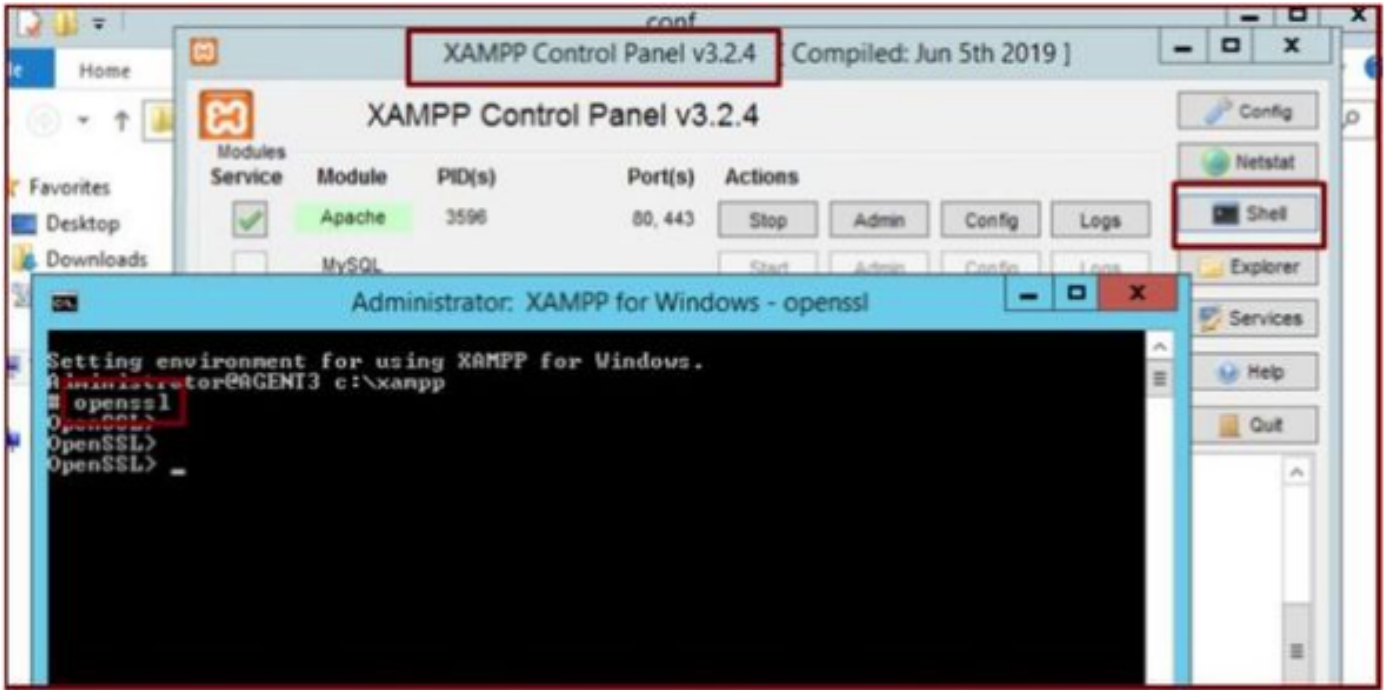 conf
XAMPP Control Panel v3.2.4 [ Compiled: Jun 5th 2019 ]
Home
XAMPP Control Panel v3.2.4
Config
Modules
Netstat
Service Module PID(s) Port(s) Actions
Favorites
Apache 3596 80, 443 Stop Admin Config Logs
Shell
Desktop
Downloads
MySQL Start Admin Config Logs
Explorer
Administrator: XAMPP for Windows - openssl
Services
Setting environment for using XAMPP for Windows.
Administrator@AGENT3 c:\xampp
Help
# openssl
OpenSSL>
Quit
OpenSSL>
OpenSSL> _